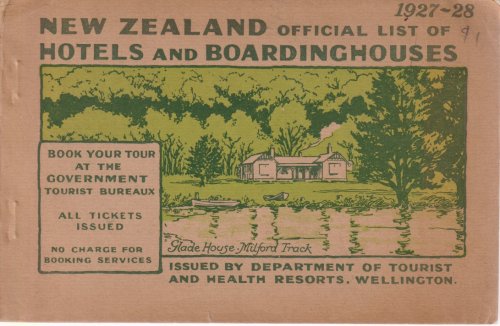 1927~28
NEW ZEALAND OFFICIAL LIST OF
$1
HOTELS AND BOARDINGHOUSES
BOOK YOUR TOUR
AT THE
GOVERNMENT
TOURIST BUREAUX
ALL TICKETS
ISSUED
NO CHARGE FOR
BOOKING SERVICES
Glade House-Milford Track
ISSUED BY DEPARTMENT OF TOURIST
AND HEALTH RESORTS. WELLINGTON.